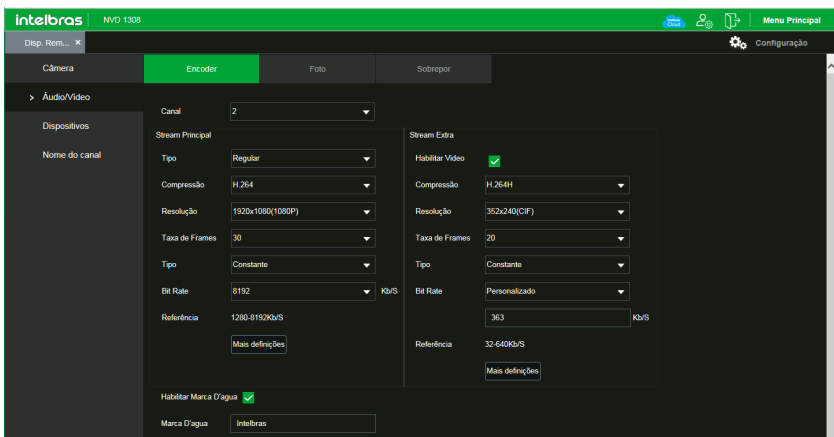 intelbras NVD 1308 intelbras Cloud Menu Principal
Disp. Rem... × Configuração
Câmera
> Áudio/Vídeo
Dispositivos
Nome do canal
Encoder Foto Sobrepor
Canal 2
Stream Principal
Tipo Regular
Compressão H.264
Resolução 1920x1080(1080P)
Taxa de Frames 30
Tipo Constante
Bit Rate 8192 Kb/S
Referência 1280-8192Kb/S
Mais definições
Stream Extra
Habilitar Video
Compressão H.264H
Resolução 352x240(CIF)
Taxa de Frames 20
Tipo Constante
Bit Rate Personalizado
363 Kb/S
Referência 32-640Kb/S
Mais definições
Habilitar Marca D'agua
Marca D'agua Intelbras